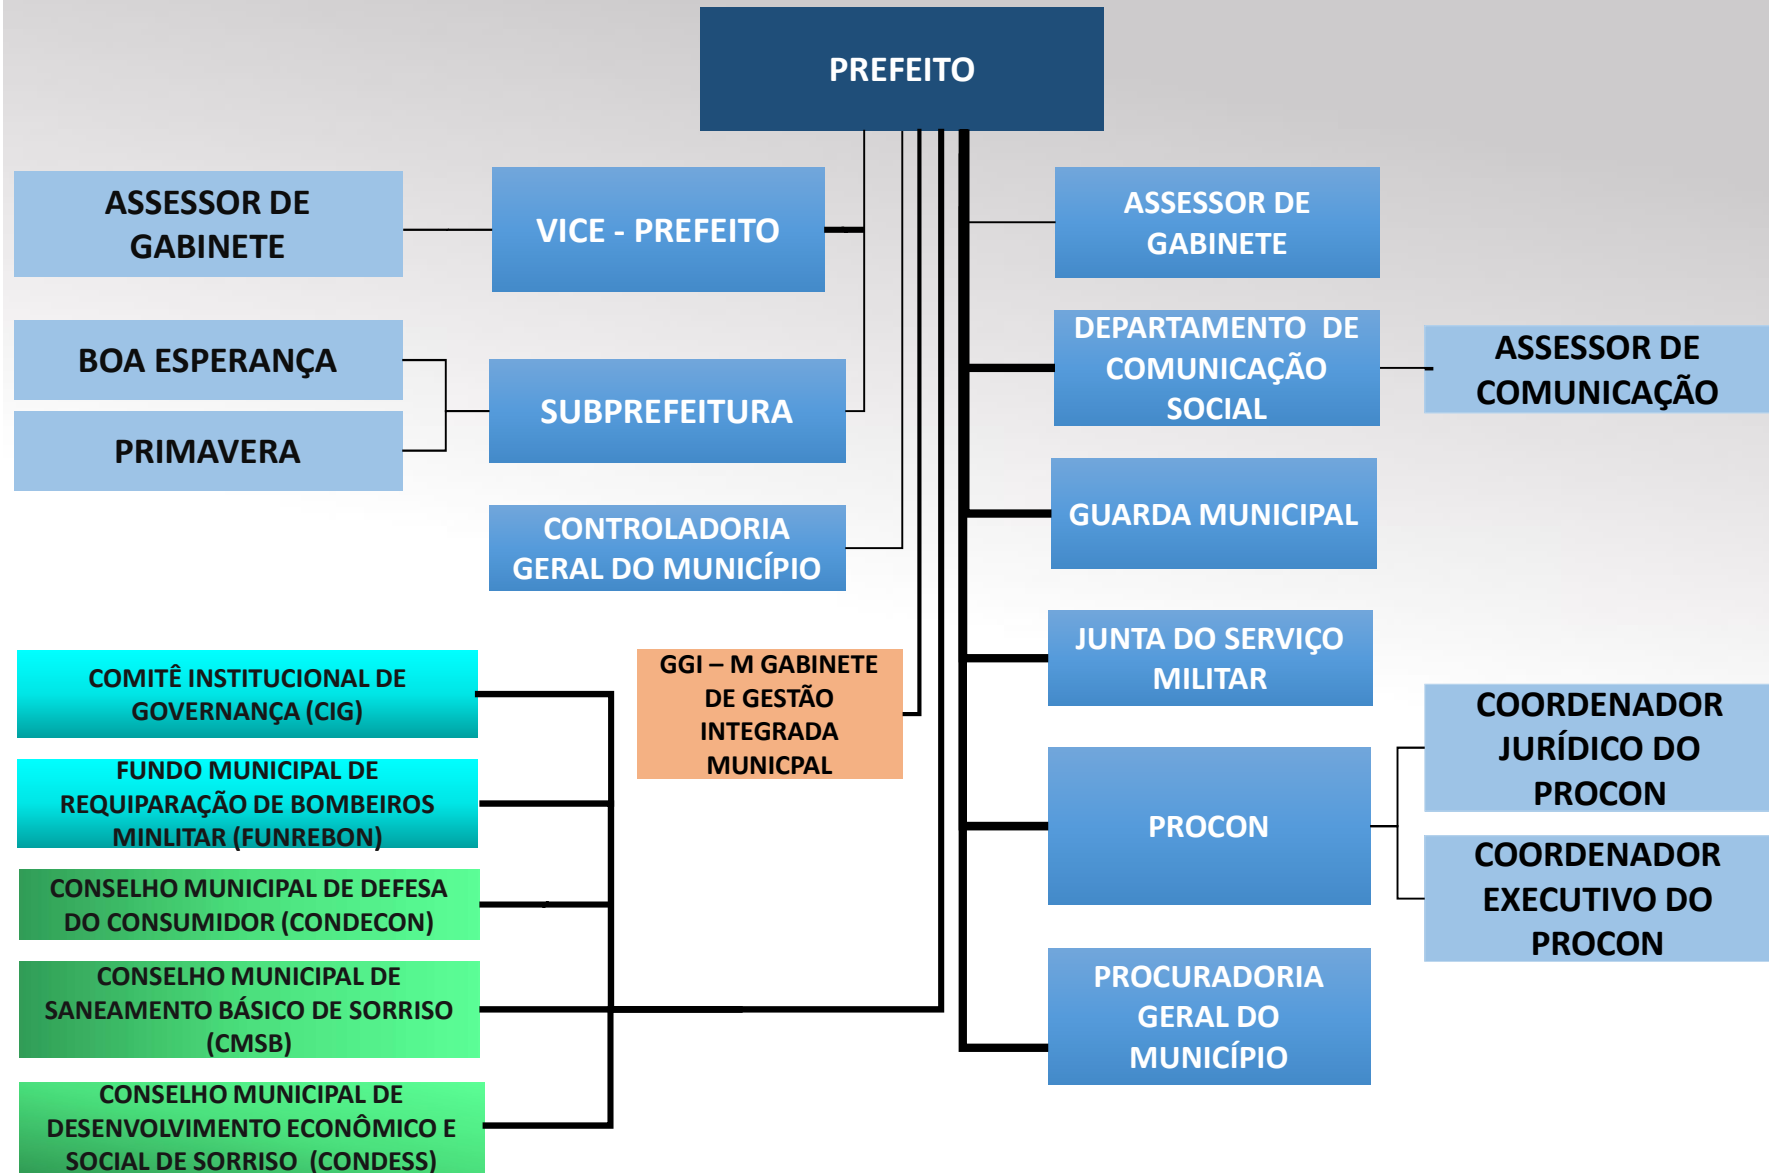 PREFEITO
ASSESSOR DE
GABINETE
VICE - PREFEITO
ASSESSOR DE
GABINETE
BOA ESPERANÇA
PRIMAVERA
SUBPREFEITURA
DEPARTAMENTO DE
COMUNICAÇÃO
SOCIAL
ASSESSOR DE
COMUNICAÇÃO
CONTROLADORIA
GERAL DO MUNICÍPIO
GUARDA MUNICIPAL
JUNTA DO SERVIÇO
MILITAR
COMITÊ INSTITUCIONAL DE
GOVERNANÇA (CIG)
GGI – M GABINETE
DE GESTÃO
INTEGRADA
MUNICPAL
FUNDO MUNICIPAL DE
REQUIPARAÇÃO DE BOMBEIROS
MINLITAR (FUNREBON)
PROCON
COORDENADOR
JURÍDICO DO
PROCON
COORDENADOR
EXECUTIVO DO
PROCON
CONSELHO MUNICIPAL DE DEFESA
DO CONSUMIDOR (CONDECON)
CONSELHO MUNICIPAL DE
SANEAMENTO BÁSICO DE SORRISO
(CMSB)
PROCURADORIA
GERAL DO
MUNICÍPIO
CONSELHO MUNICIPAL DE
DESENVOLVIMENTO ECONÔMICO E
SOCIAL DE SORRISO (CONDESS)